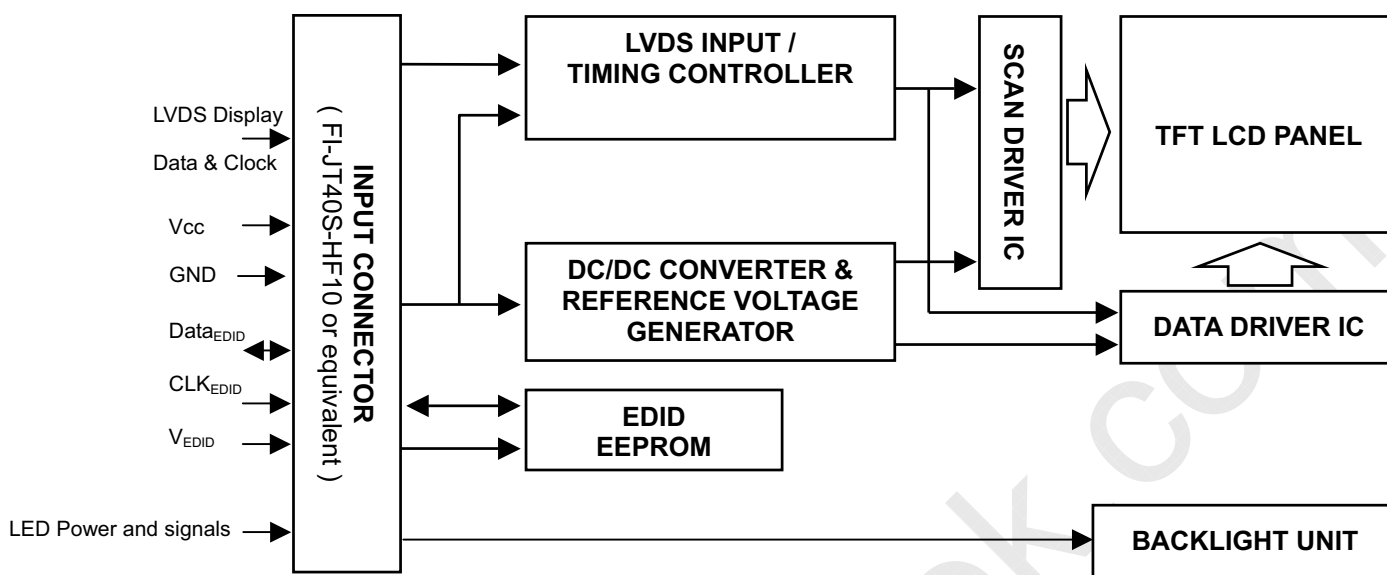 LVDS INPUT /
TIMING CONTROLLER
SCAN DRIVER IC
TFT LCD PANEL
LVDS Display
Data & Clock
Vcc
GND
DataEDID
CLKEDID
VEDID
LED Power and signals
INPUT CONNECTOR
( FI-JT40S-HF10 or equivalent )
DC/DC CONVERTER &
REFERENCE VOLTAGE
GENERATOR
DATA DRIVER IC
EDID
EEPROM
BACKLIGHT UNIT